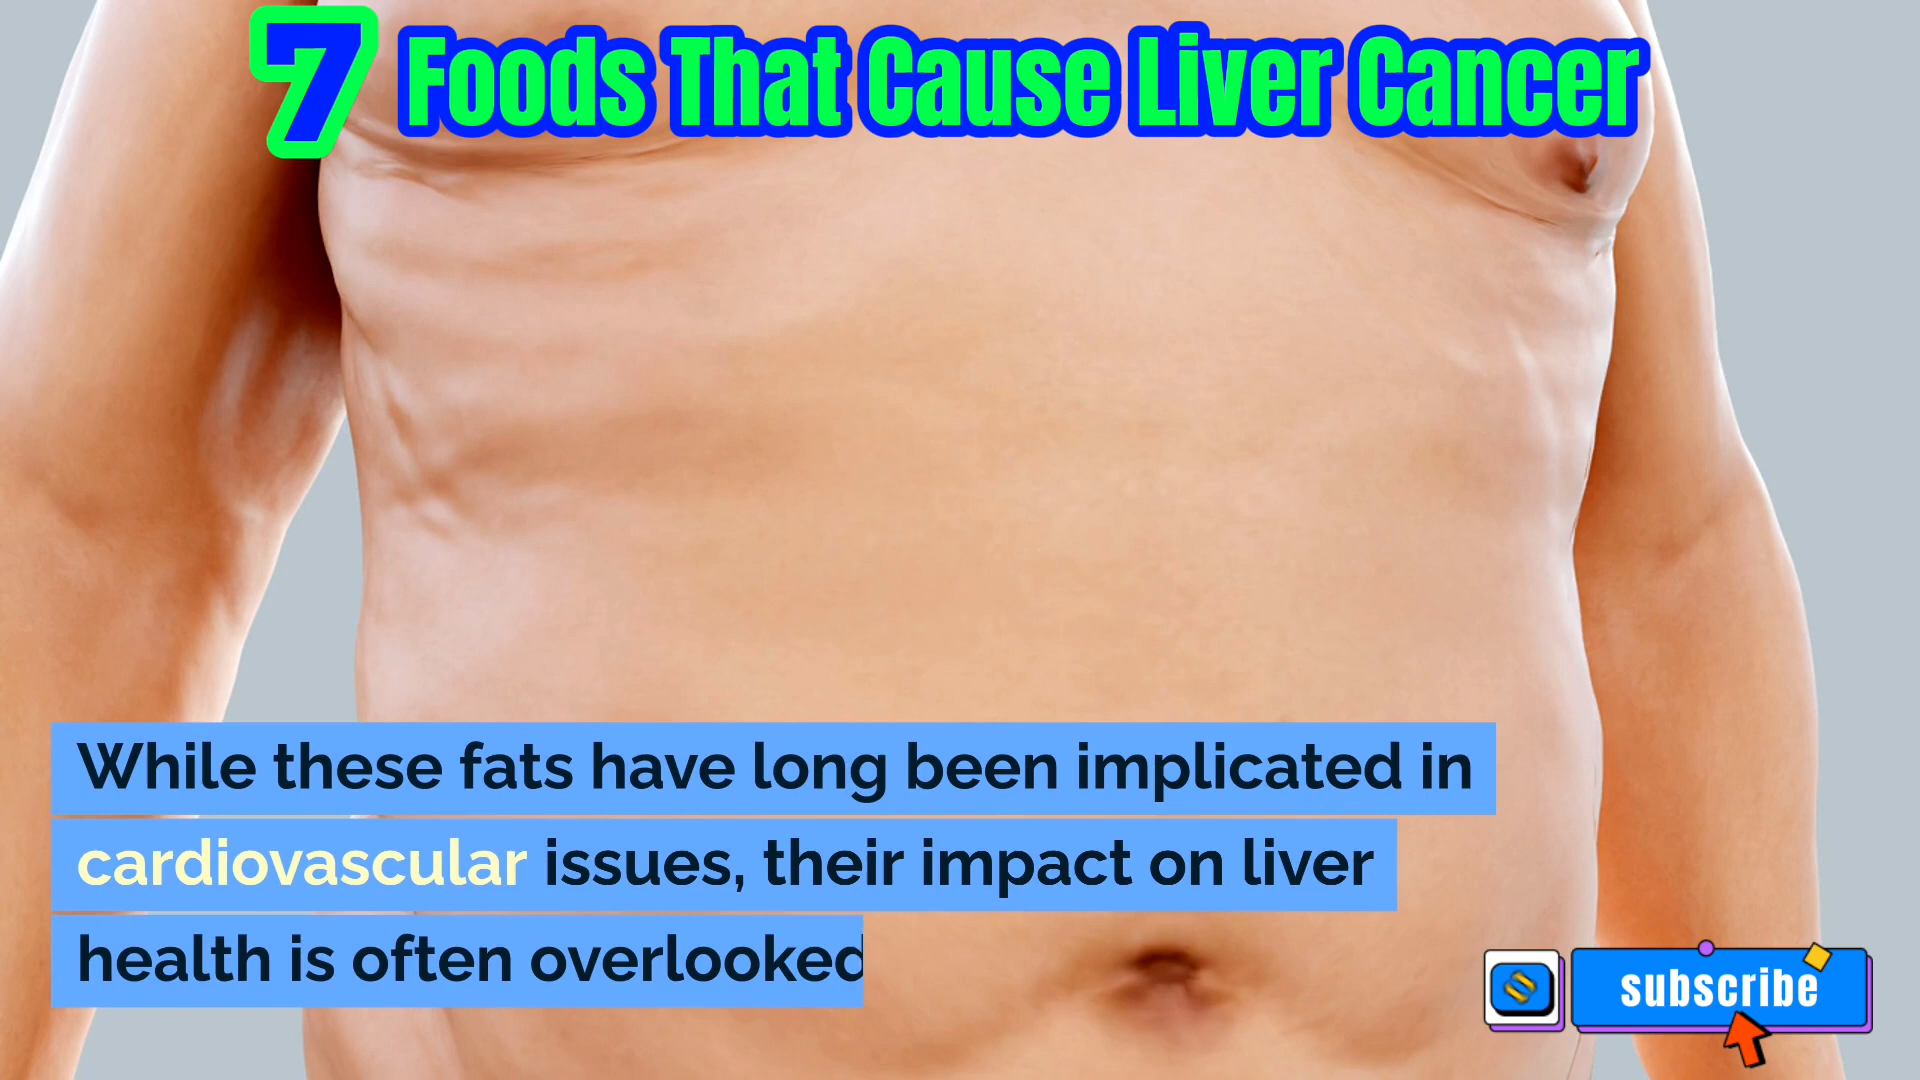 7 Foods That Cause Liver Cancer
While these fats have long been implicated in
cardiovascular issues, their impact on liver
health is often overlooked
subscribe